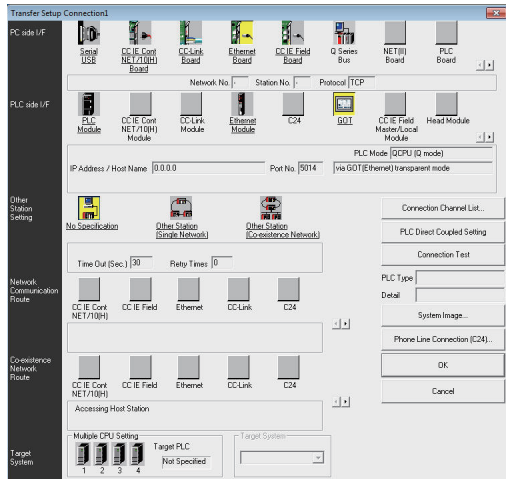 Transfer Setup Connection1
PC side I/F
Serial USB
CC IE Cont NET/10(H) Board
CC-Link Board
Ethernet Board
CC IE Field Board
Q Series Bus
NET(II) Board
PLC Board
Network No. - Station No. - Protocol TCP
PLC side I/F
PLC Module
CC IE Cont NET/10(H) Module
CC-Link Module
Ethernet Module
C24
GOT
CC IE Field Master/Local Module
Head Module
PLC Mode QCPU (Q mode)
IP Address / Host Name 0.0.0.0 Port No. 5014 via GOT(Ethernet) transparent mode
Other Station Setting
No Specification
Other Station (Single Network)
Other Station (Co-existence Network)
Time Out (Sec.) 30 Retry Times 0
Connection Channel List...
PLC Direct Coupled Setting
Connection Test
PLC Type
Detail
System Image...
Phone Line Connection (C24)...
OK
Cancel
Network Communication Route
CC IE Cont NET/10(H)
CC IE Field
Ethernet
CC-Link
C24
Co-existence Network Route
CC IE Cont NET/10(H)
CC IE Field
Ethernet
CC-Link
C24
Accessing Host Station
Target System
Multiple CPU Setting
1 2 3 4
Target PLC
Not Specified
Target System